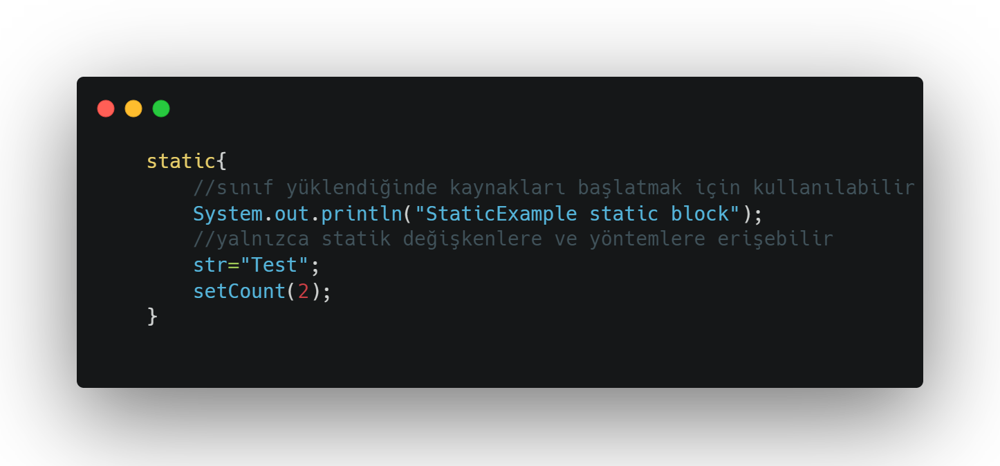 static{
//sınıf yüklendiğinde kaynakları başlatmak için kullanılabilir
System.out.println("StaticExample static block");
//yalnızca statik değişkenlere ve yöntemlere erişebilir
str="Test";
setCount(2);
}